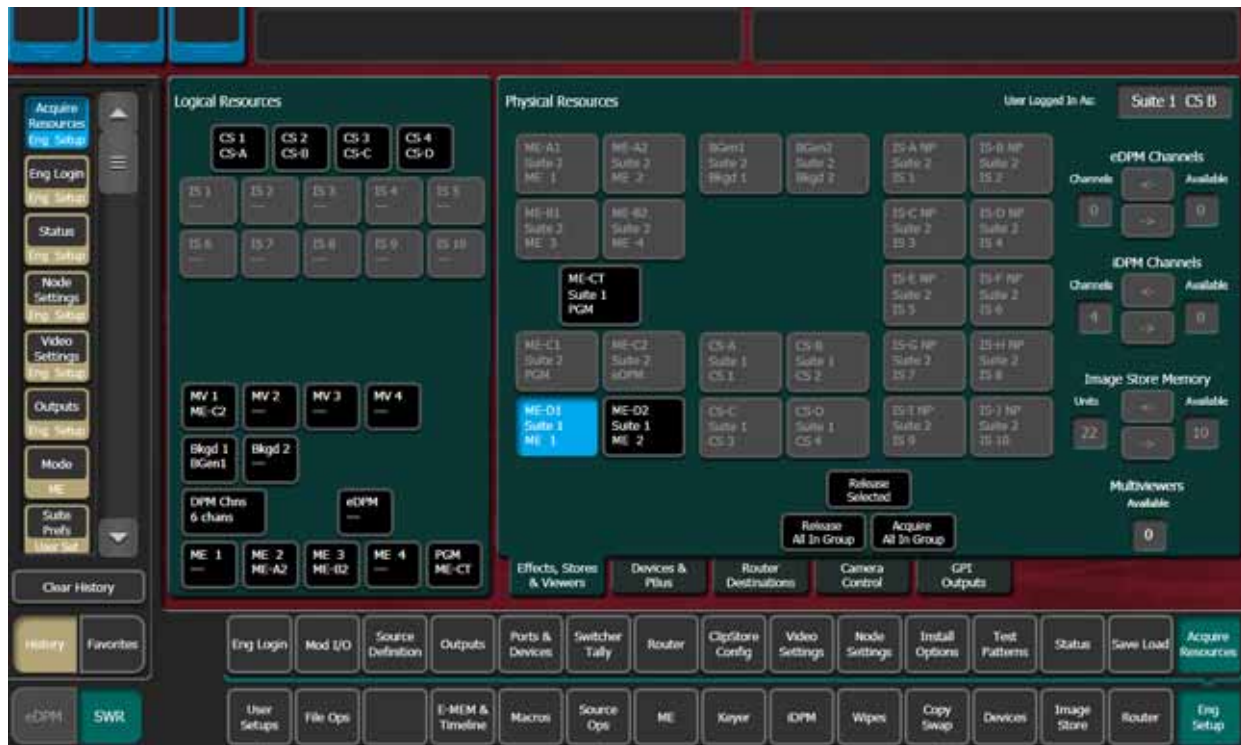 Acquire
Resources
Eng Setup
Eng Login
Eng Setup
Status
Eng Setup
Node
Settings
Eng Setup
Video
Settings
Eng Setup
Outputs
Eng Setup
Mode
ME
Suite
Prefs
User Set
Clear History
History
Favorites
eDPM
SWR
Logical Resources
CS 1
CS-A
CS 2
CS-B
CS 3
CS-C
CS 4
CS-D
IS 1
---
IS 2
---
IS 3
---
IS 4
---
IS 5
---
IS 6
---
IS 7
---
IS 8
---
IS 9
---
IS 10
---
MV 1
ME-C2
MV 2
---
MV 3
---
MV 4
---
Bkgd 1
BGen1
Bkgd 2
---
DPM Chns
6 chans
eDPM
---
ME 1
---
ME 2
ME-A2
ME 3
ME-B2
ME 4
---
PGM
ME-CT
Physical Resources
User Logged In As:
Suite 1 CS B
ME-A1
Suite 2
ME 1
ME-A2
Suite 2
ME 2
BGen1
Suite 2
Bkgd 1
BGen2
Suite 2
Bkgd 2
IS-A NP
Suite 2
IS 1
IS-B NP
Suite 2
IS 2
ME-B1
Suite 2
ME 3
ME-B2
Suite 2
ME 4
IS-C NP
Suite 2
IS 3
IS-D NP
Suite 2
IS 4
ME-CT
Suite 1
PGM
IS-E NP
Suite 2
IS 5
IS-F NP
Suite 2
IS 6
ME-C1
Suite 2
PGM
ME-C2
Suite 2
eDPM
CS-A
Suite 1
CS 1
CS-B
Suite 1
CS 2
IS-G NP
Suite 2
IS 7
IS-H NP
Suite 2
IS 8
ME-D1
Suite 1
ME 1
ME-D2
Suite 1
ME 2
CS-C
Suite 1
CS 3
CS-D
Suite 1
CS 4
IS-I NP
Suite 2
IS 9
IS-J NP
Suite 2
IS 10
Release
Selected
Release
All In Group
Acquire
All In Group
eDPM Channels
Channels
<-
Available
0
->
0
iDPM Channels
Channels
<-
Available
4
->
0
Image Store Memory
Units
<-
Available
22
->
10
Multiviewers
Available
0
Effects, Stores
& Viewers
Devices &
PBus
Router
Destinations
Camera
Control
GPI
Outputs
Eng Login
Mod I/O
Source
Definition
Outputs
Ports &
Devices
Switcher
Tally
Router
ClipStore
Config
Video
Settings
Node
Settings
Install
Options
Test
Patterns
Status
Save Load
Acquire
Resources
User
Setups
File Ops
E-MEM &
Timeline
Macros
Source
Ops
ME
Keyer
iDPM
Wipes
Copy
Swap
Devices
Image
Store
Router
Eng
Setup